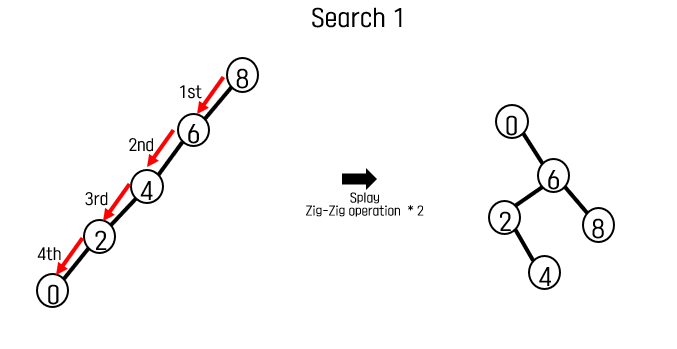 Search 1
8
1st
6
2nd
4
3rd
2
4th
0
Splay
Zig-Zig operation * 2
0
6
2
8
4